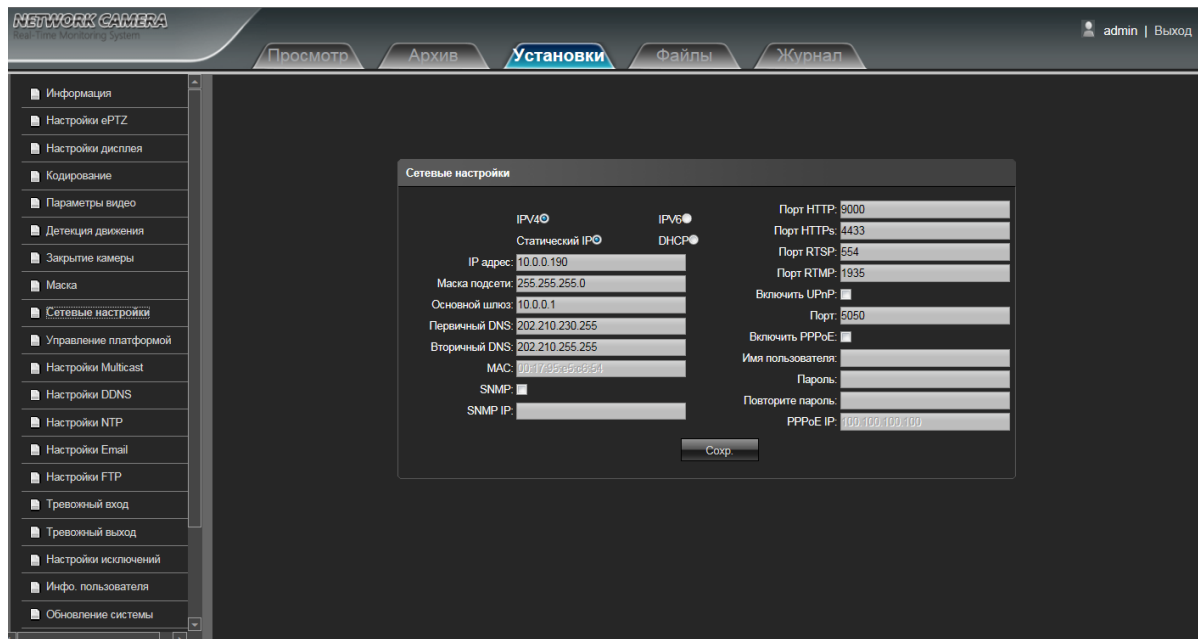 NETWORK CAMERA
Real-Time Monitoring System
admin | Выход
Просмотр
Архив
Установки
Файлы
Журнал
Информация
Настройки ePTZ
Настройки дисплея
Кодирование
Параметры видео
Детекция движения
Закрытие камеры
Маска
Сетевые настройки
Управление платформой
Настройки Multicast
Настройки DDNS
Настройки NTP
Настройки Email
Настройки FTP
Тревожный вход
Тревожный выход
Настройки исключений
Инфо. пользователя
Обновление системы
Сетевые настройки
IPV4 IPV6
Статический IP DHCP
IP адрес: 10.0.0.190
Маска подсети: 255.255.255.0
Основной шлюз: 10.0.0.1
Первичный DNS: 202.210.230.255
Вторичный DNS: 202.210.255.255
MAC:
SNMP:
SNMP IP:
Порт HTTP: 9000
Порт HTTPs: 4433
Порт RTSP: 554
Порт RTMP: 1935
Включить UPnP:
Порт: 5050
Включить PPPoE:
Имя пользователя:
Пароль:
Повторите пароль:
PPPoE IP: 100.100.100.100
Сохр.